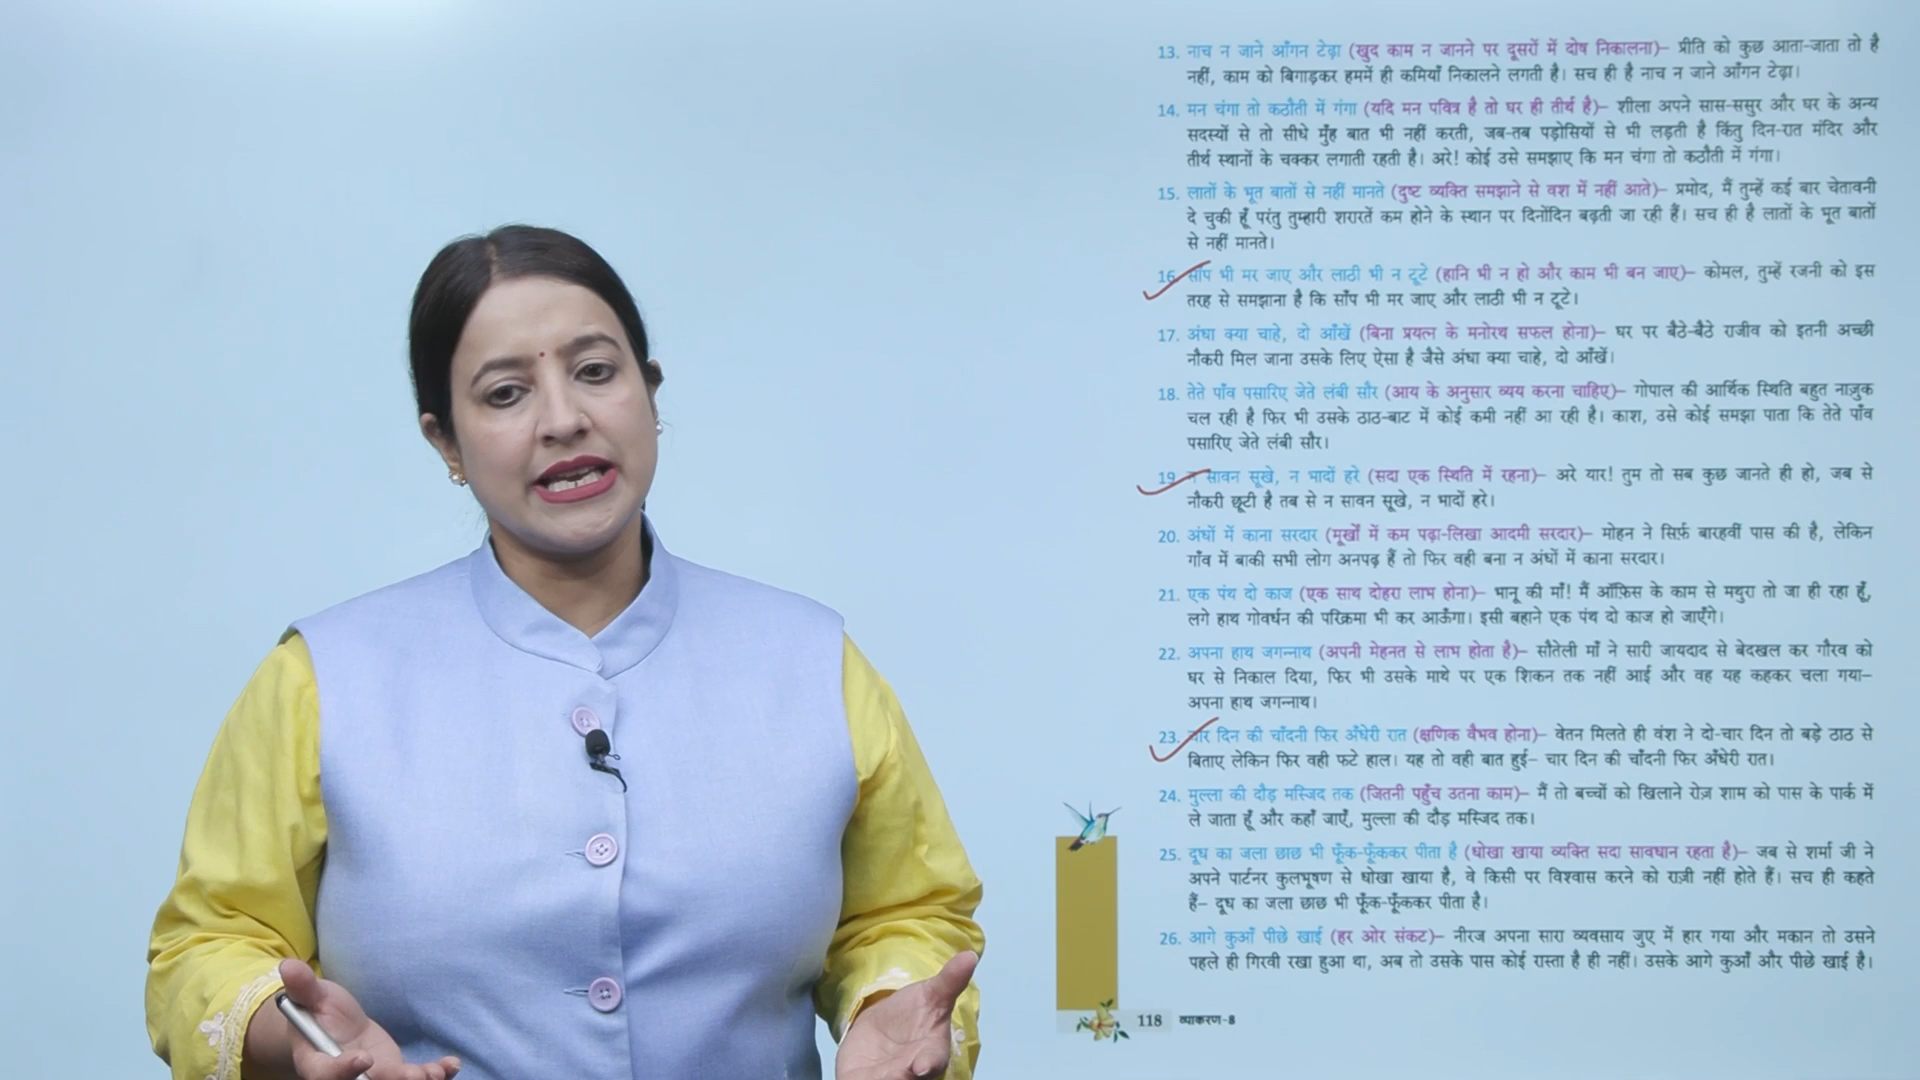 13. नाच न जाने आँगन टेढ़ा (खुद काम न जानने पर दूसरों में दोष निकालना)– प्रीति को कुछ आता-जाता तो है
नहीं, काम को बिगाड़कर हममें ही कमियाँ निकालने लगती है। सच ही है नाच न जाने आँगन टेढ़ा।
14. मन चंगा तो कठौती में गंगा (यदि मन पवित्र है तो घर ही तीर्थ है)– शीला अपने सास-ससुर और घर के अन्य
सदस्यों से तो सीधे मुँह बात भी नहीं करती, जब-तब पड़ोसियों से भी लड़ती है किंतु दिन-रात मंदिर और
तीर्थ स्थानों के चक्कर लगाती रहती है। अरे! कोई उसे समझाए कि मन चंगा तो कठौती में गंगा।
15. लातों के भूत बातों से नहीं मानते (दुष्ट व्यक्ति समझाने से वश में नहीं आते)– प्रमोद, मैं तुम्हें कई बार चेतावनी
दे चुकी हूँ परंतु तुम्हारी शरारतें कम होने के स्थान पर दिनोंदिन बढ़ती जा रही हैं। सच ही है लातों के भूत बातों
से नहीं मानते।
16. साँप भी मर जाए और लाठी भी न टूटे (हानि भी न हो और काम भी बन जाए)– कोमल, तुम्हें रजनी को इस
तरह से समझाना है कि साँप भी मर जाए और लाठी भी न टूटे।
17. अंधा क्या चाहे, दो आँखें (बिना प्रयत्न के मनोरथ सफल होना)– घर पर बैठे-बैठे राजीव को इतनी अच्छी
नौकरी मिल जाना उसके लिए ऐसा है जैसे अंधा क्या चाहे, दो आँखें।
18. तेते पाँव पसारिए जेते लंबी सौर (आय के अनुसार व्यय करना चाहिए)– गोपाल की आर्थिक स्थिति बहुत नाज़ुक
चल रही है फिर भी उसके ठाठ-बाट में कोई कमी नहीं आ रही है। काश, उसे कोई समझा पाता कि तेते पाँव
पसारिए जेते लंबी सौर।
19. न सावन सूखे, न भादों हरे (सदा एक स्थिति में रहना)– अरे यार! तुम तो सब कुछ जानते ही हो, जब से
नौकरी छूटी है तब से न सावन सूखे, न भादों हरे।
20. अंधों में काना सरदार (मूर्खों में कम पढ़ा-लिखा आदमी सरदार)– मोहन ने सिर्फ़ बारहवीं पास की है, लेकिन
गाँव में बाकी सभी लोग अनपढ़ हैं तो फिर वही बना न अंधों में काना सरदार।
21. एक पंथ दो काज (एक साथ दोहरा लाभ होना)– भानू की माँ! मैं ऑफ़िस के काम से मथुरा तो जा ही रहा हूँ,
लगे हाथ गोवर्धन की परिक्रमा भी कर आऊँगा। इसी बहाने एक पंथ दो काज हो जाएँगे।
22. अपना हाथ जगन्नाथ (अपनी मेहनत से लाभ होता है)– सौतेली माँ ने सारी जायदाद से बेदखल कर गौरव को
घर से निकाल दिया, फिर भी उसके माथे पर एक शिकन तक नहीं आई और वह यह कहकर चला गया–
अपना हाथ जगन्नाथ।
23. चार दिन की चाँदनी फिर अँधेरी रात (क्षणिक वैभव होना)– वेतन मिलते ही वंश ने दो-चार दिन तो बड़े ठाठ से
बिताए लेकिन फिर वही फटे हाल। यह तो वही बात हुई– चार दिन की चाँदनी फिर अँधेरी रात।
24. मुल्ला की दौड़ मस्जिद तक (जितनी पहुँच उतना काम)– मैं तो बच्चों को खिलाने रोज़ शाम को पास के पार्क में
ले जाता हूँ और कहाँ जाएँ, मुल्ला की दौड़ मस्जिद तक।
25. दूध का जला छाछ भी फूँक-फूँककर पीता है (धोखा खाया व्यक्ति सदा सावधान रहता है)– जब से शर्मा जी ने
अपने पार्टनर कुलभूषण से धोखा खाया है, वे किसी पर विश्वास करने को राज़ी नहीं होते हैं। सच ही कहते
हैं– दूध का जला छाछ भी फूँक-फूँककर पीता है।
26. आगे कुआँ पीछे खाई (हर ओर संकट)– नीरज अपना सारा व्यवसाय जुए में हार गया और मकान तो उसने
पहले ही गिरवी रखा हुआ था, अब तो उसके पास कोई रास्ता है ही नहीं। उसके आगे कुआँ और पीछे खाई है।
118 व्याकरण-8